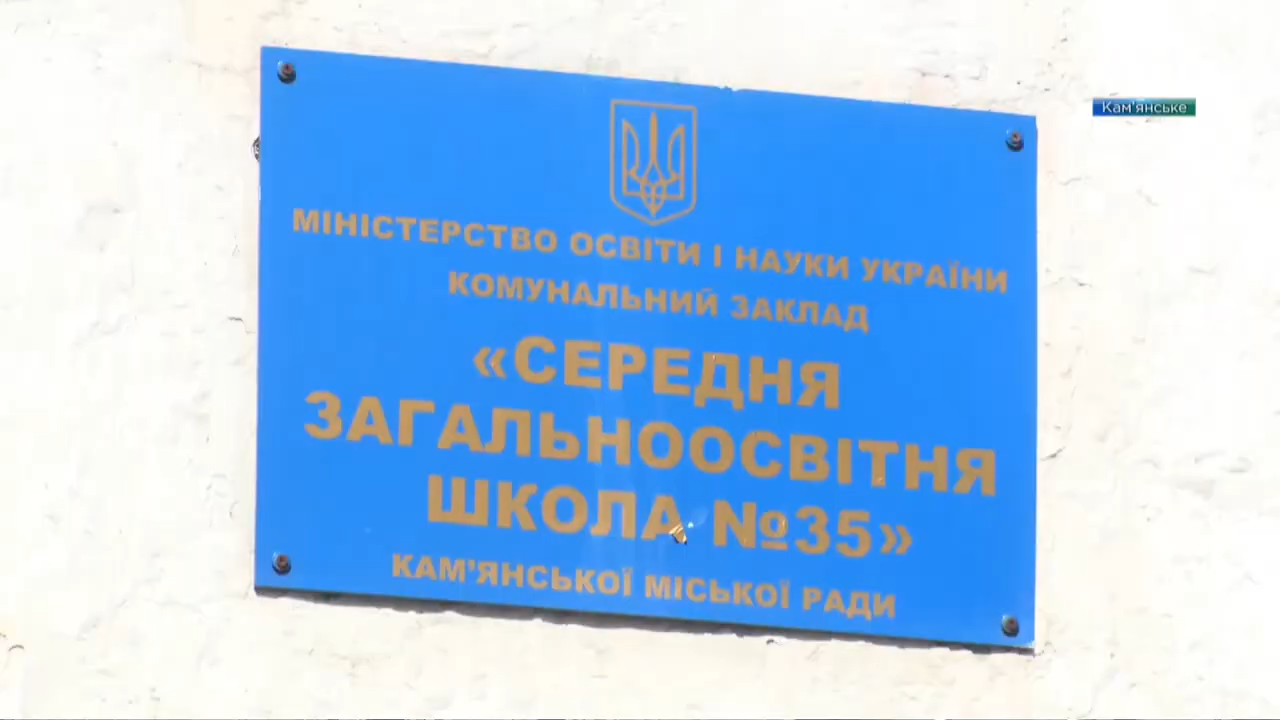 Кам'янське
МІНІСТЕРСТВО ОСВІТИ І НАУКИ УКРАЇНИ
КОМУНАЛЬНИЙ ЗАКЛАД
«СЕРЕДНЯ
ЗАГАЛЬНООСВІТНЯ
ШКОЛА №35»
КАМ'ЯНСЬКОЇ МІСЬКОЇ РАДИ